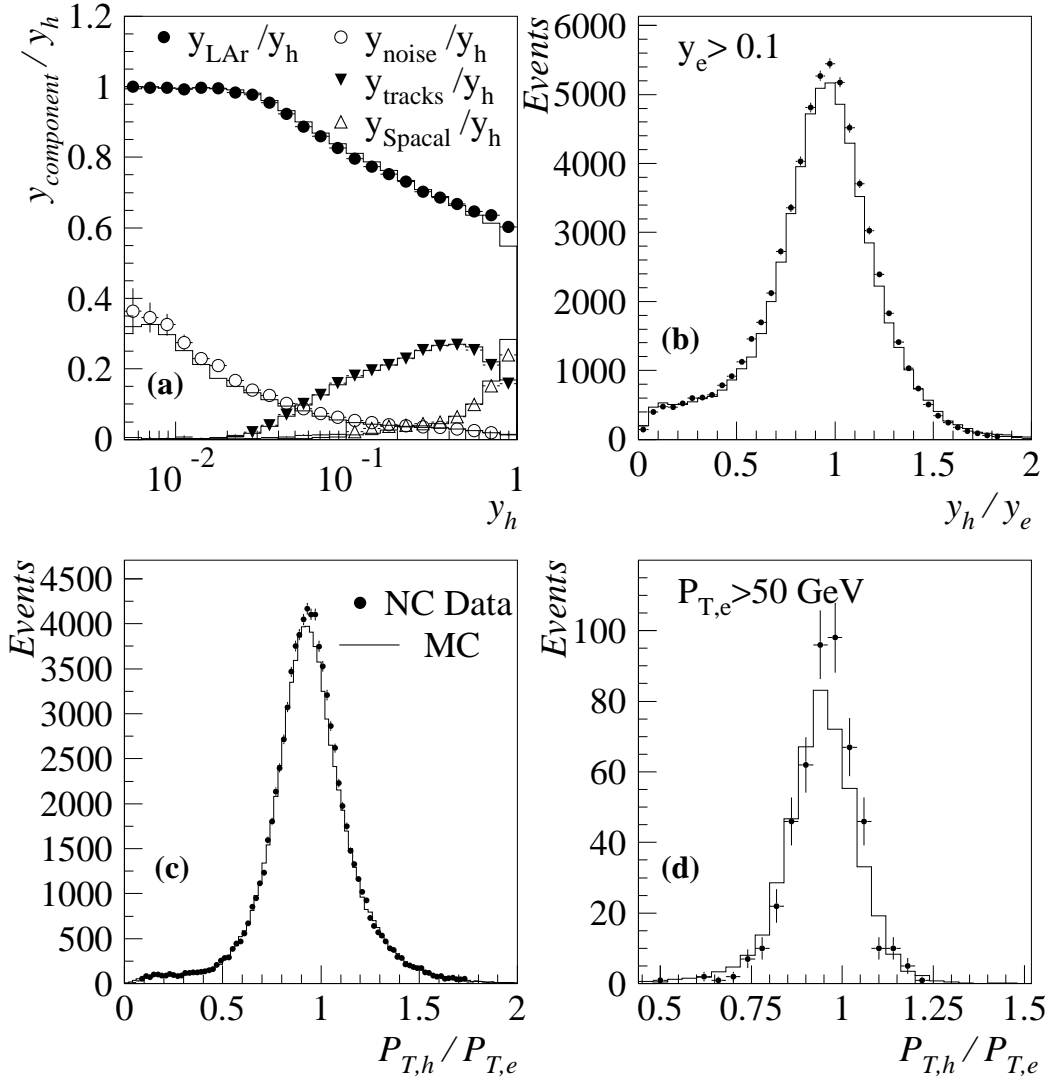 y_component / y_h
1.2
1
0.8
0.6
0.4
0.2
0
y_LAr /y_h
y_noise/y_h
y_tracks/y_h
y_Spacal /y_h
(a)
10^-2
10^-1
1
y_h
Events
6000
5000
4000
3000
2000
1000
0
y_e> 0.1
(b)
0
0.5
1
1.5
2
y_h / y_e
Events
4500
4000
3500
3000
2500
2000
1500
1000
500
0
NC Data
MC
(c)
0
0.5
1
1.5
2
P_T,h / P_T,e
Events
100
80
60
40
20
0
P_T,e>50 GeV
(d)
0.5
0.75
1
1.25
1.5
P_T,h / P_T,e